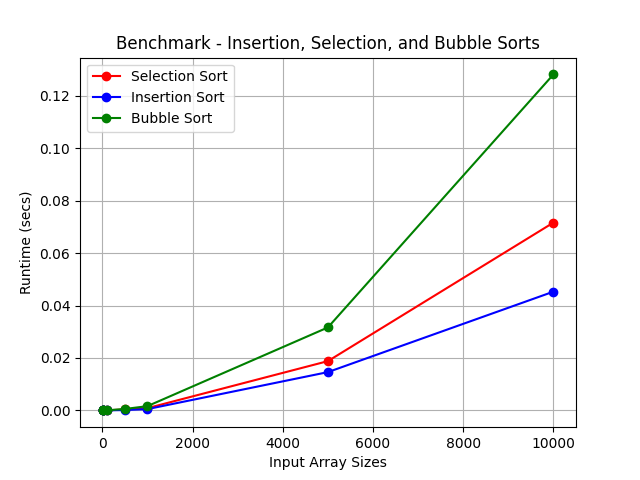 Benchmark - Insertion, Selection, and Bubble Sorts
Selection Sort
Insertion Sort
Bubble Sort
Runtime (secs)
0.12
0.10
0.08
0.06
0.04
0.02
0.00
0 2000 4000 6000 8000 10000
Input Array Sizes